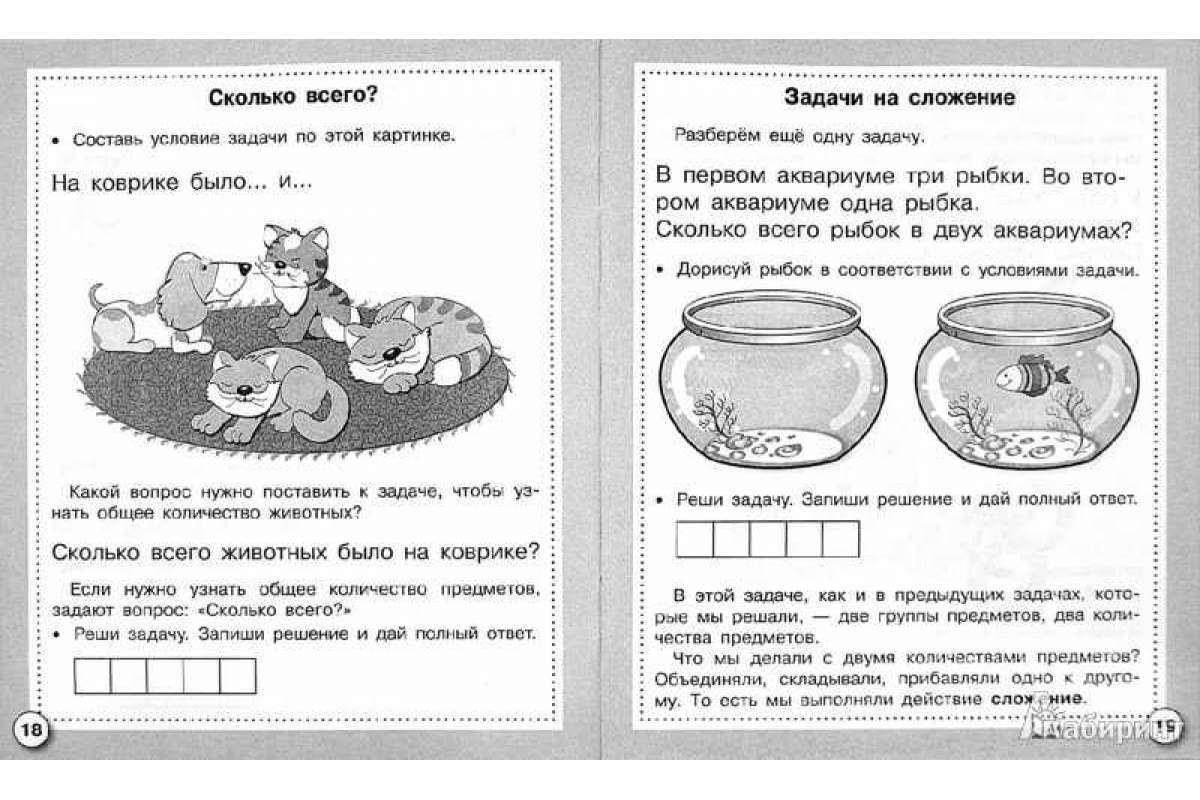 Сколько всего?
• Составь условие задачи по этой картинке.
На коврике было... и...
Какой вопрос нужно поставить к задаче, чтобы уз-
нать общее количество животных?
Сколько всего животных было на коврике?
Если нужно узнать общее количество предметов,
задают вопрос: «Сколько всего?»
• Реши задачу. Запиши решение и дай полный ответ.
18
Задачи на сложение
Разберём ещё одну задачу.
В первом аквариуме три рыбки. Во вто-
ром аквариуме одна рыбка.
Сколько всего рыбок в двух аквариумах?
• Дорисуй рыбок в соответствии с условиями задачи.
• Реши задачу. Запиши решение и дай полный ответ.
В этой задаче, как и в предыдущих задачах, кото-
рые мы решали, — две группы предметов, два коли-
чества предметов.
Что мы делали с двумя количествами предметов?
Объединяли, складывали, прибавляли одно к друго-
му. То есть мы выполняли действие сложение.
19
Лабиринт